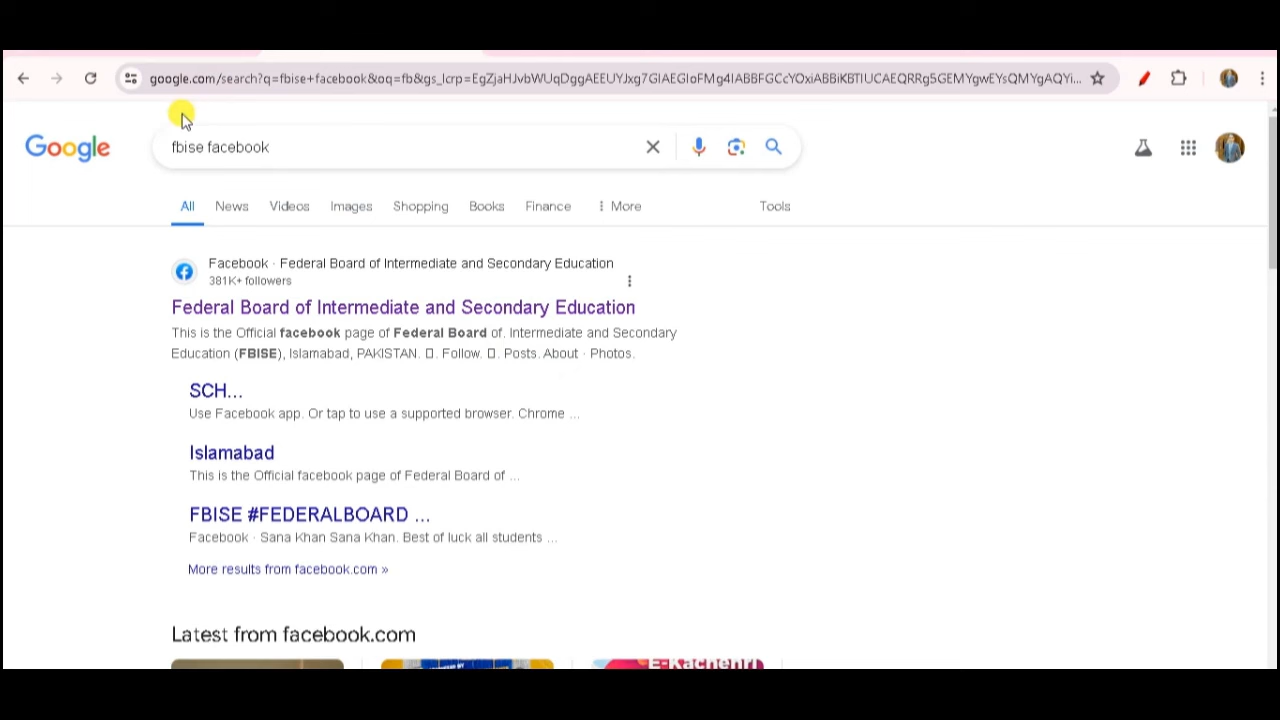 google.com/search?q=fbise+facebook&oq=fb&gs_lcrp=EgZjaHJvbWUqDggAEEUYJxg7GIAEGIoFMg4IABBFGCcYOxiABBiKBTIUCAEQRRg5GEMYgwEYsQMYgAQYi...
Google
fbise facebook
All News Videos Images Shopping Books Finance More Tools
Facebook · Federal Board of Intermediate and Secondary Education
381K+ followers
Federal Board of Intermediate and Secondary Education
This is the Official facebook page of Federal Board of. Intermediate and Secondary
Education (FBISE), Islamabad, PAKISTAN. Follow. Posts. About · Photos.
SCH...
Use Facebook app. Or tap to use a supported browser. Chrome ...
Islamabad
This is the Official facebook page of Federal Board of ...
FBISE #FEDERALBOARD ...
Facebook · Sana Khan Sana Khan. Best of luck all students ...
More results from facebook.com »
Latest from facebook.com
E-Kachehri